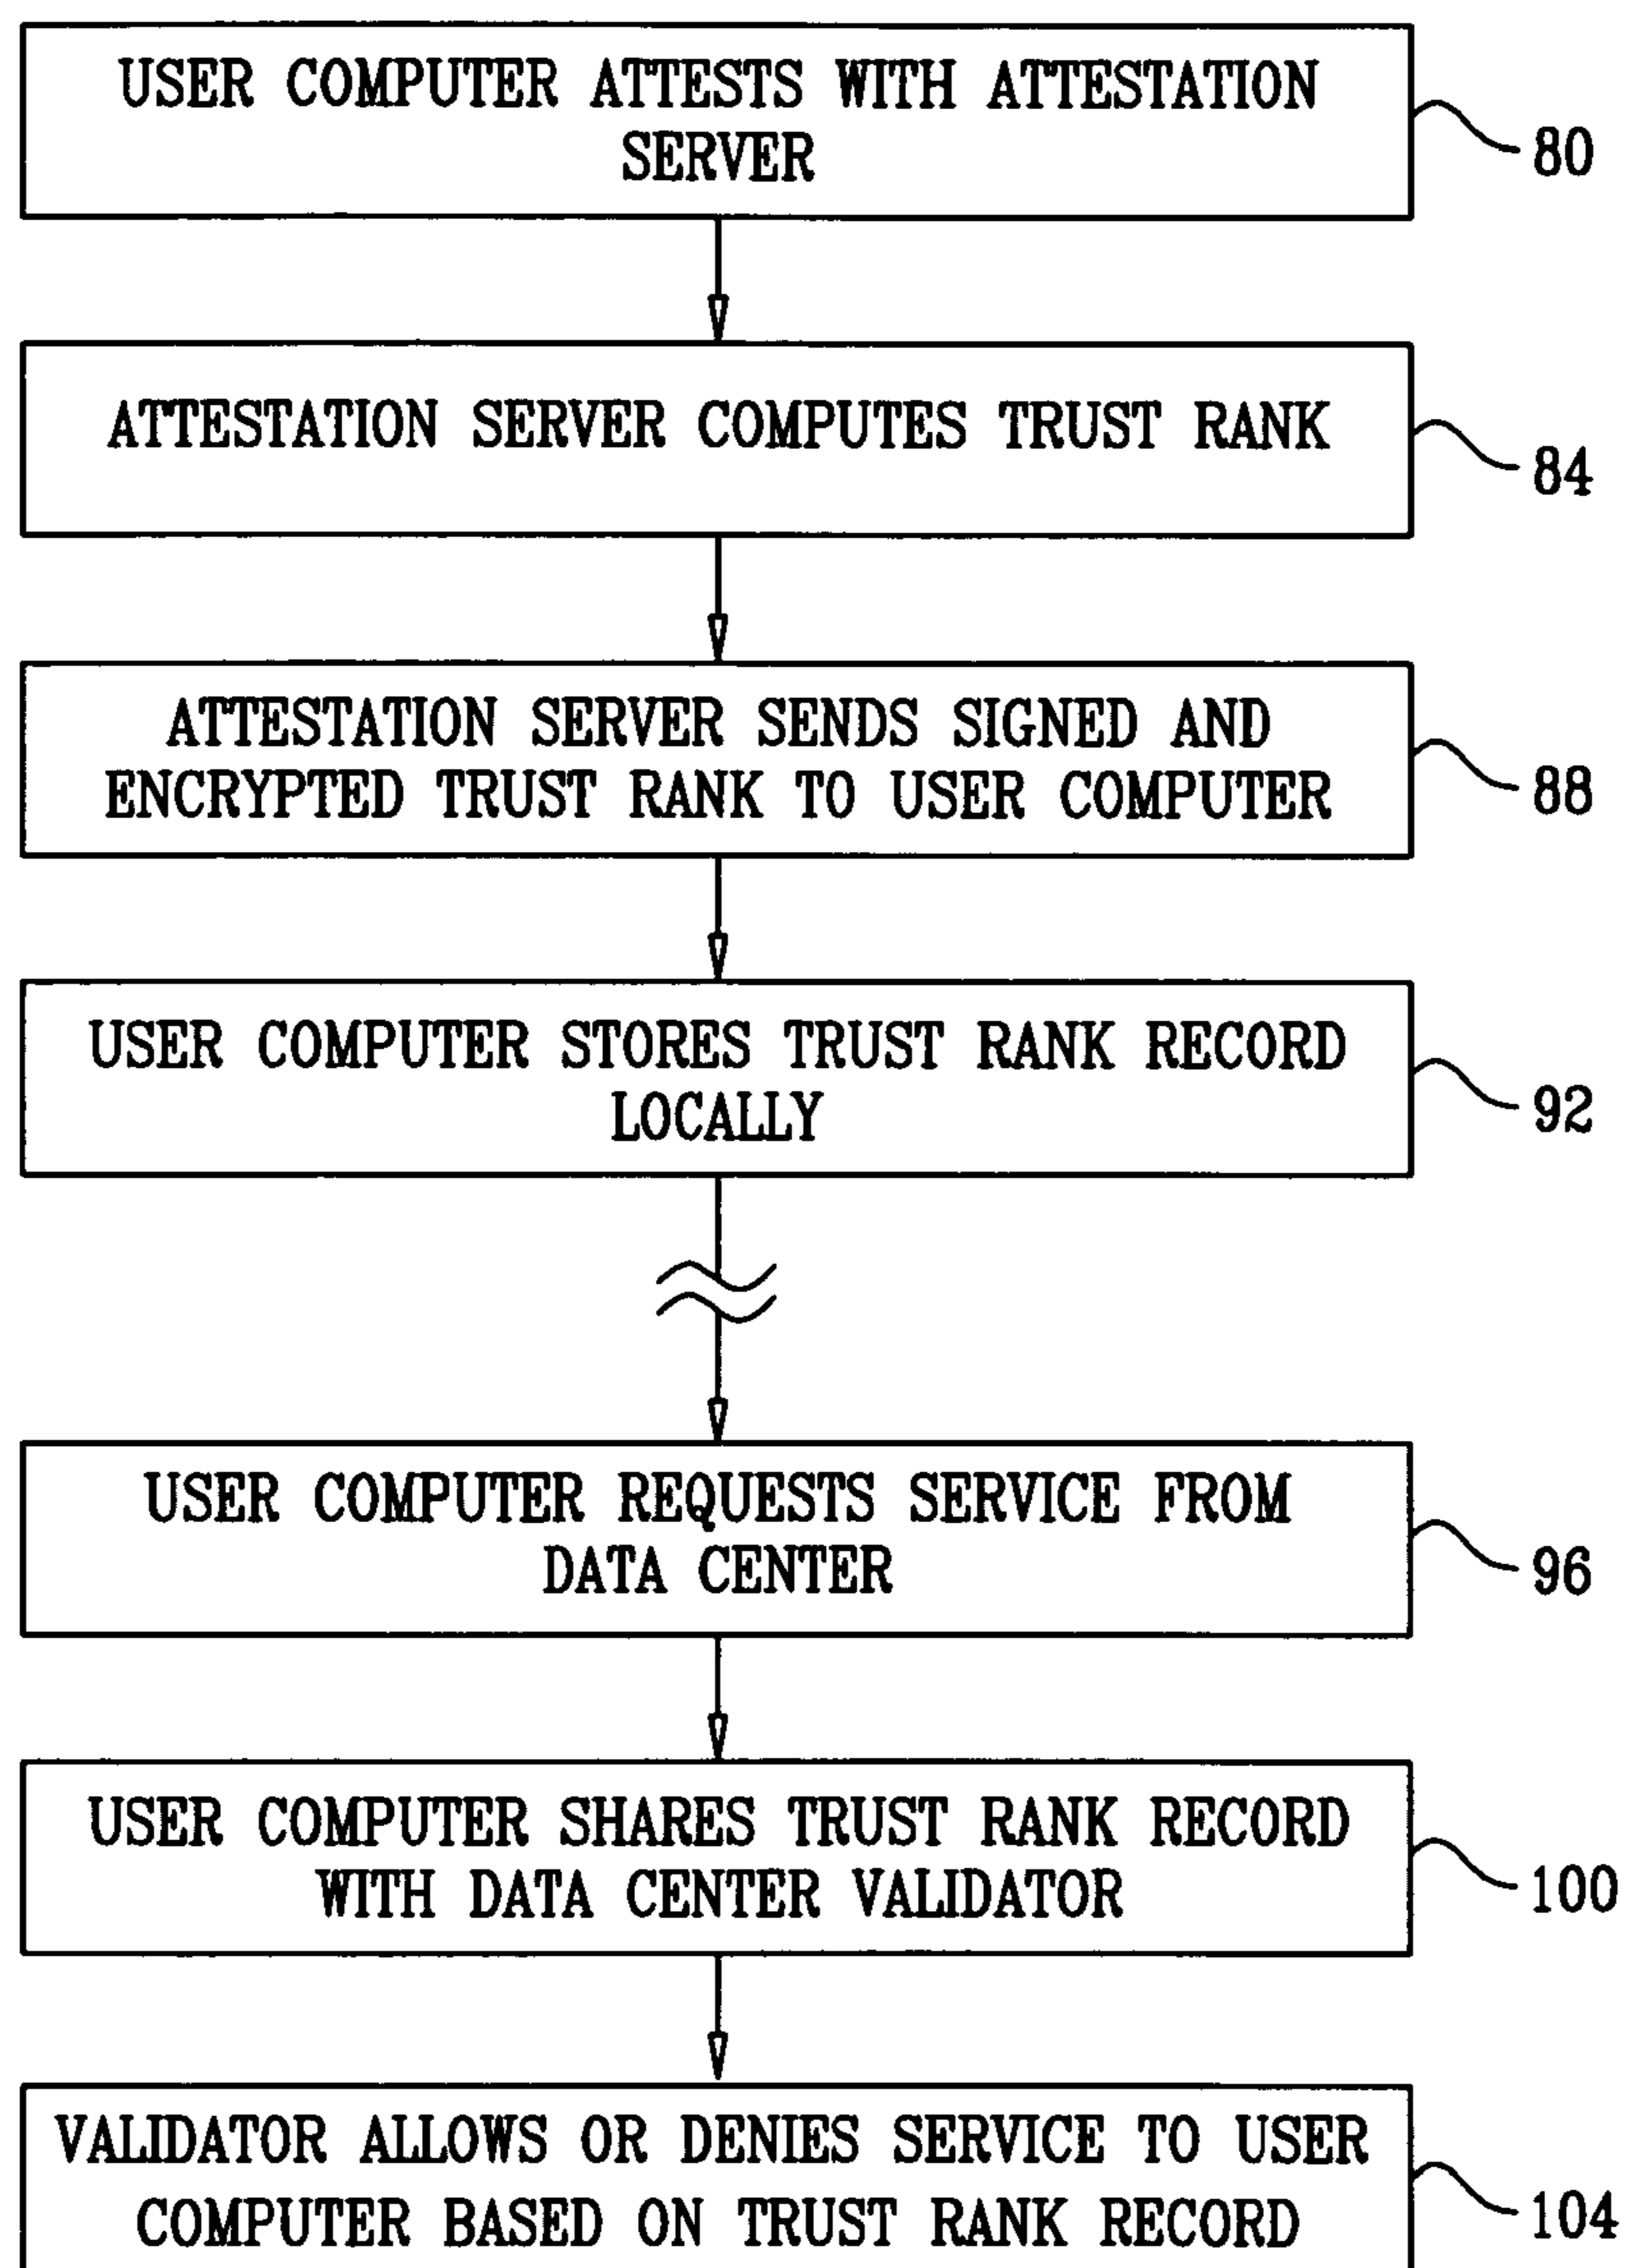 USER COMPUTER ATTESTS WITH ATTESTATION
SERVER
80
ATTESTATION SERVER COMPUTES TRUST RANK
84
ATTESTATION SERVER SENDS SIGNED AND
ENCRYPTED TRUST RANK TO USER COMPUTER
88
USER COMPUTER STORES TRUST RANK RECORD
LOCALLY
92
USER COMPUTER REQUESTS SERVICE FROM
DATA CENTER
96
USER COMPUTER SHARES TRUST RANK RECORD
WITH DATA CENTER VALIDATOR
100
VALIDATOR ALLOWS OR DENIES SERVICE TO USER
COMPUTER BASED ON TRUST RANK RECORD
104